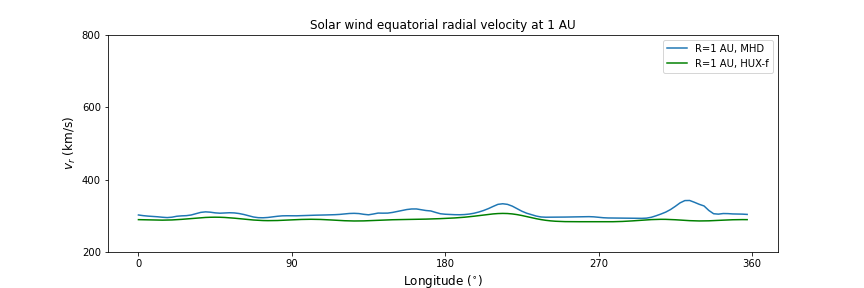 Solar wind equatorial radial velocity at 1 AU
R=1 AU, MHD
R=1 AU, HUX-f
v_r (km/s)
800
600
400
200
0 90 180 270 360
Longitude (°)